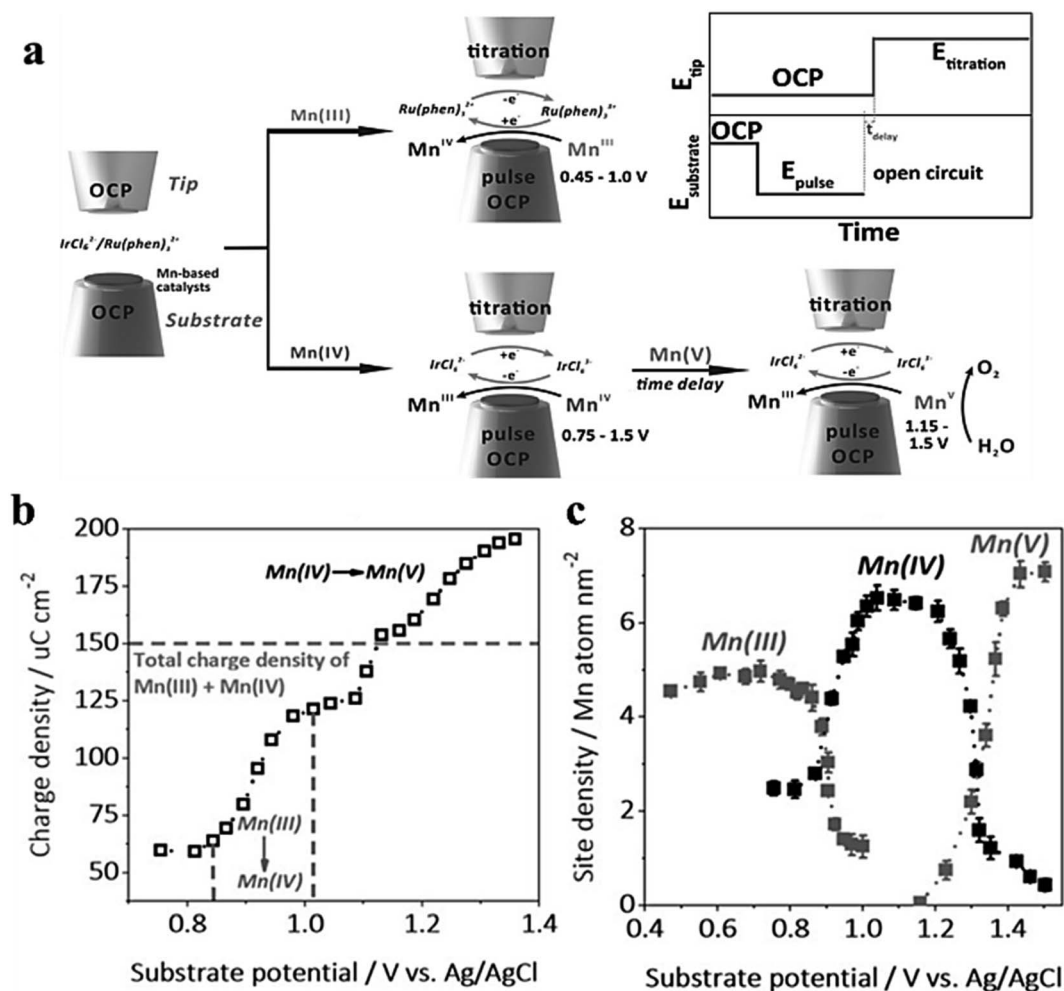 a
titration
-e⁻
Ru(phen)₃²⁺
Ru(phen)₃³⁺
+e⁻
Mn(III)
Mn^IV
Mn^III
pulse
OCP
0.45 - 1.0 V
OCP
Tip
IrCl₆²⁻/Ru(phen)₃²⁺
Mn-based
catalysts
OCP
Substrate
E_tip
OCP
E_titration
t_delay
E_substrate
OCP
E_pulse
open circuit
Time
Mn(IV)
titration
+e⁻
IrCl₆²⁻
IrCl₆³⁻
-e⁻
Mn^III
Mn^IV
pulse
OCP
0.75 - 1.5 V
Mn(V)
time delay
titration
+e⁻
IrCl₆²⁻
IrCl₆³⁻
-e⁻
Mn^III
Mn^V
pulse
OCP
1.15 -
1.5 V
O₂
H₂O
b
200
175
150
125
100
75
50
Charge density / uC cm⁻²
Mn(IV)→Mn(V)
Total charge density of
Mn(III) + Mn(IV)
Mn(III)
↓
Mn(IV)
0.8 1.0 1.2 1.4
Substrate potential / V vs. Ag/AgCl
c
8
6
4
2
0
Site density / Mn atom nm⁻²
Mn(III)
Mn(IV)
Mn(V)
0.4 0.6 0.8 1.0 1.2 1.4
Substrate potential / V vs. Ag/AgCl